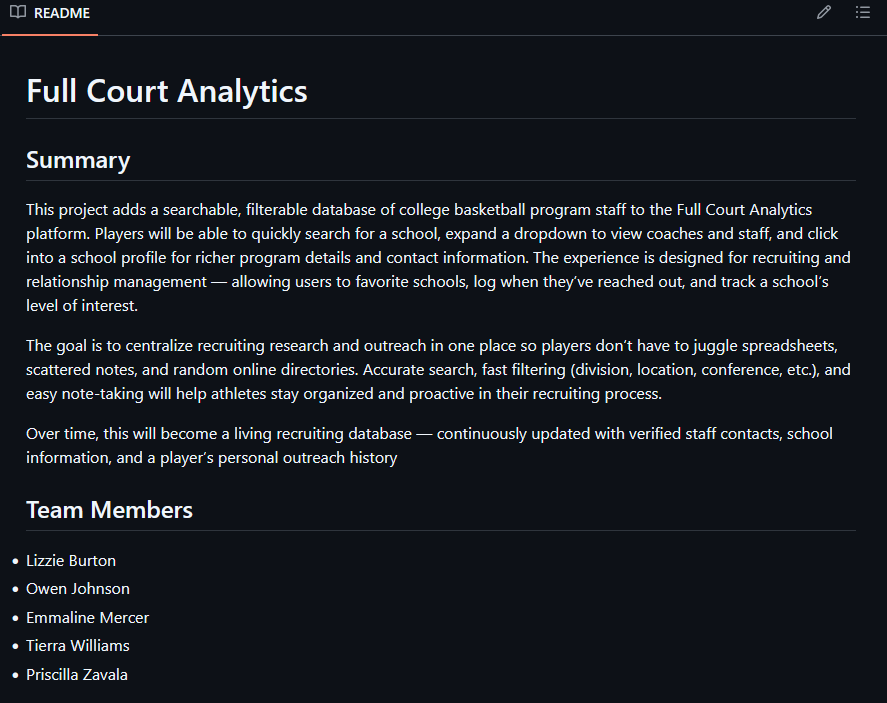 README
Full Court Analytics
Summary
This project adds a searchable, filterable database of college basketball program staff to the Full Court Analytics
platform. Players will be able to quickly search for a school, expand a dropdown to view coaches and staff, and click
into a school profile for richer program details and contact information. The experience is designed for recruiting and
relationship management — allowing users to favorite schools, log when they’ve reached out, and track a school’s
level of interest.
The goal is to centralize recruiting research and outreach in one place so players don’t have to juggle spreadsheets,
scattered notes, and random online directories. Accurate search, fast filtering (division, location, conference, etc.), and
easy note-taking will help athletes stay organized and proactive in their recruiting process.
Over time, this will become a living recruiting database — continuously updated with verified staff contacts, school
information, and a player’s personal outreach history
Team Members
• Lizzie Burton
• Owen Johnson
• Emmaline Mercer
• Tierra Williams
• Priscilla Zavala